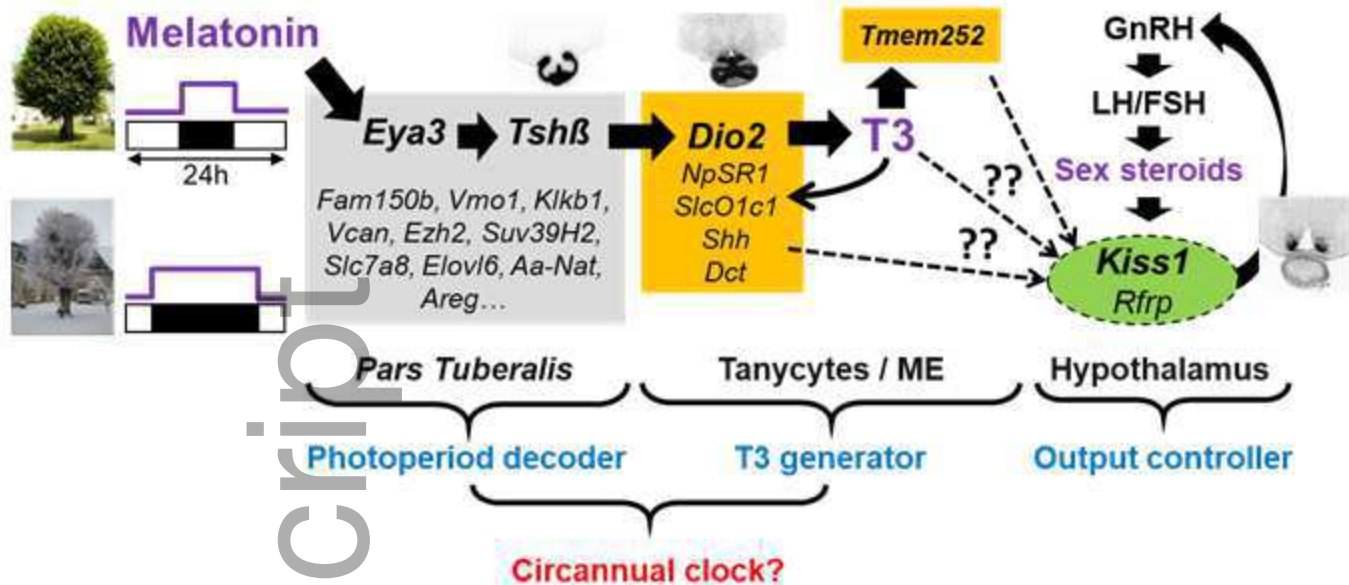 Melatonin
24h
Eya3
Tshß
Fam150b, Vmo1, Klkb1,
Vcan, Ezh2, Suv39H2,
Slc7a8, Elovl6, Aa-Nat,
Areg…
Dio2
NpSR1
SlcO1c1
Shh
Dct
Tmem252
T3
??
??
GnRH
LH/FSH
Sex steroids
Kiss1
Rfrp
Pars Tuberalis
Tanycytes / ME
Hypothalamus
Photoperiod decoder
T3 generator
Output controller
Circannual clock?
cript